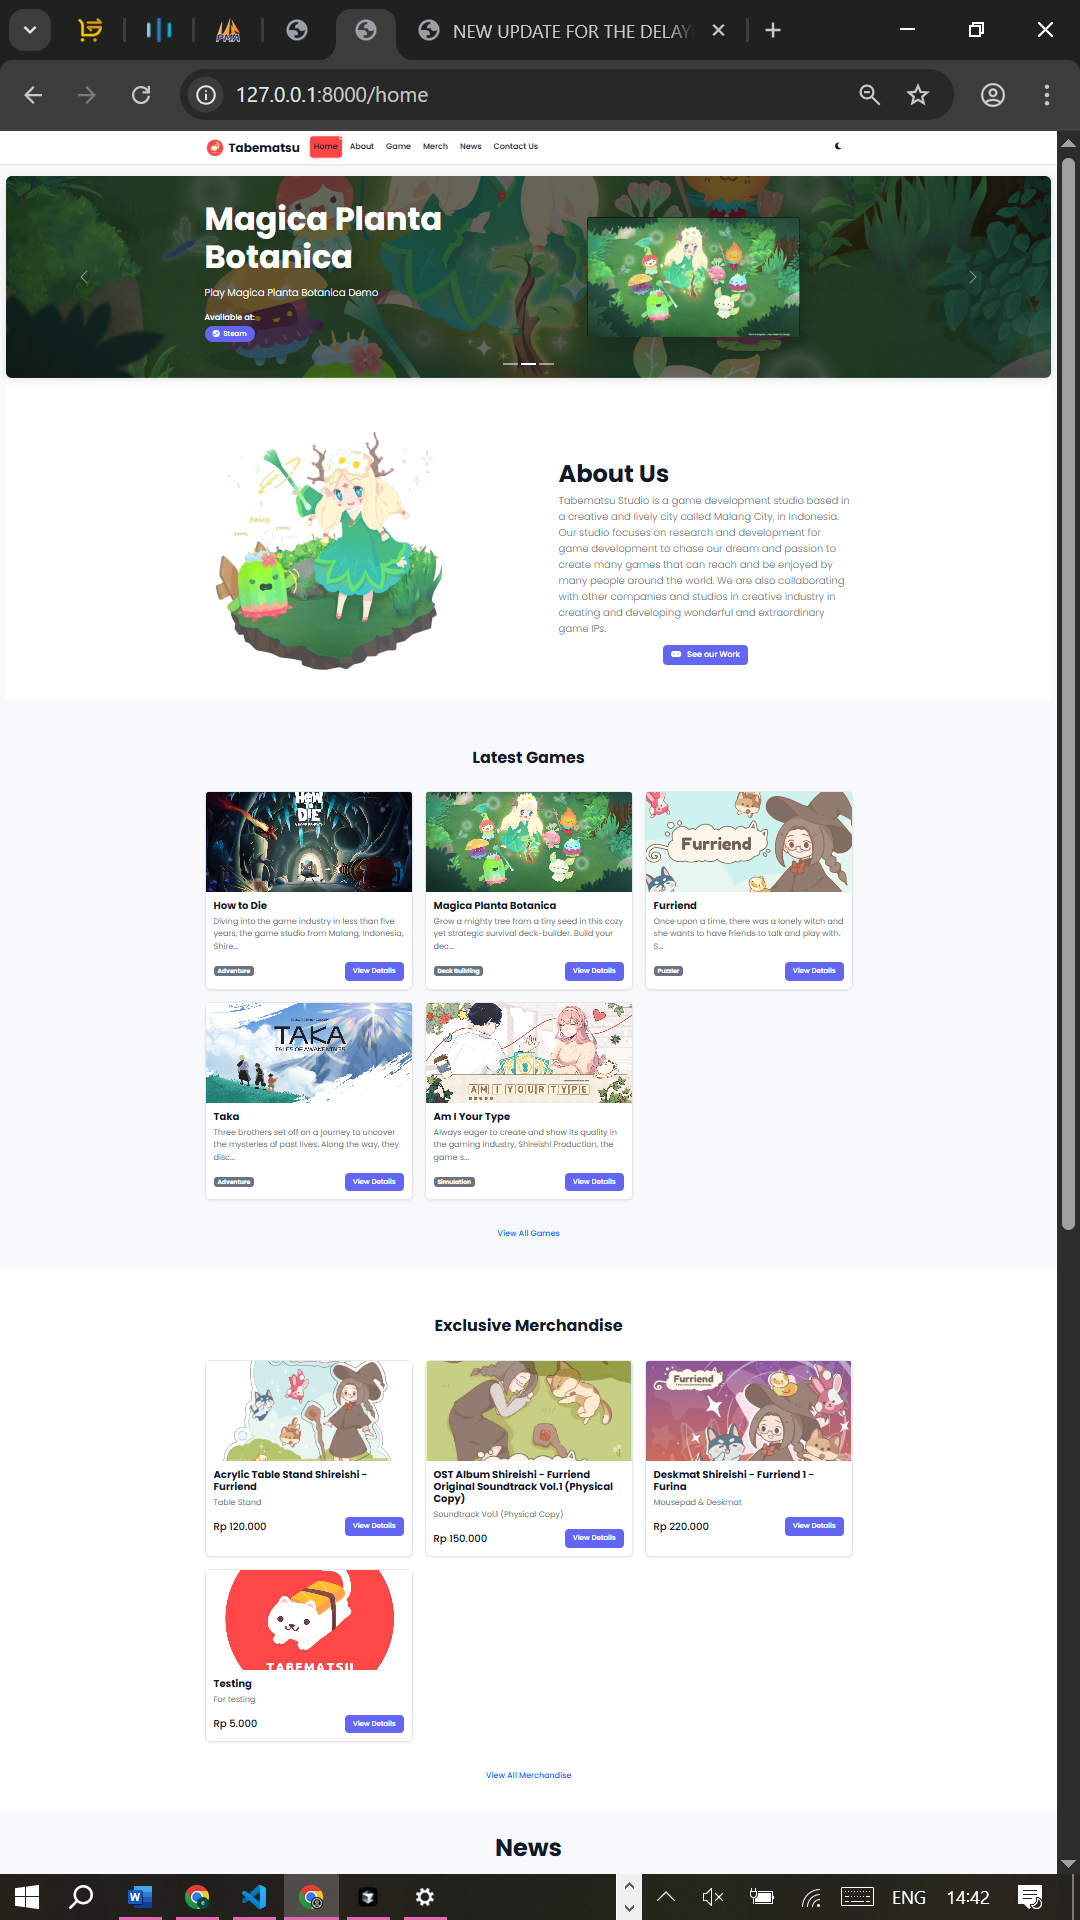 NEW UPDATE FOR THE DELAY
127.0.0.1:8000/home
Tabematsu
Home
About
Game
Merch
News
Contact Us
Magica Planta
Botanica
Play Magica Planta Botanica Demo
Available at:
Steam
About Us
Tabematsu Studio is a game development studio based in
a creative and lively city called Malang City, in Indonesia.
Our studio focuses on research and development for
game development to chase our dream and passion to
create many games that can reach and be enjoyed by
many people around the world. We are also collaborating
with other companies and studios in creative industry in
creating and developing wonderful and extraordinary
game IPs.
See our Work
Latest Games
HOW TO DIE
How to Die
Diving into the game industry in less than five
years, the game studio from Malang, Indonesia,
Shire...
Adventure
View Details
Magica Planta Botanica
Grow a mighty tree from a tiny seed in this cozy
yet strategic survival deck-builder. Build your
dec...
Deck Building
View Details
Furriend
Furriend
Once upon a time, there was a lonely witch and
she wants to have friends to talk and play with.
S...
Puzzler
View Details
TAKA
TALES OF AWAKENINGS
Taka
Three brothers set off on a journey to uncover
the mysteries of past lives. Along the way, they
disc...
Adventure
View Details
AM I YOUR TYPE
Am I Your Type
Always eager to create and show its quality in
the gaming industry, Shireishi Production, the
game s...
Simulation
View Details
View All Games
Exclusive Merchandise
Acrylic Table Stand Shireishi -
Furriend
Table Stand
Rp 120.000
View Details
OST Album Shireishi - Furriend
Original Soundtrack Vol.1 (Physical
Copy)
Soundtrack Vol.1 (Physical Copy)
Rp 150.000
View Details
Furriend
Deskmat Shireishi - Furriend 1 -
Furina
Mousepad & Deskmat
Rp 220.000
View Details
TABEMATSU
Testing
For testing
Rp 5.000
View Details
View All Merchandise
News
ENG
14:42